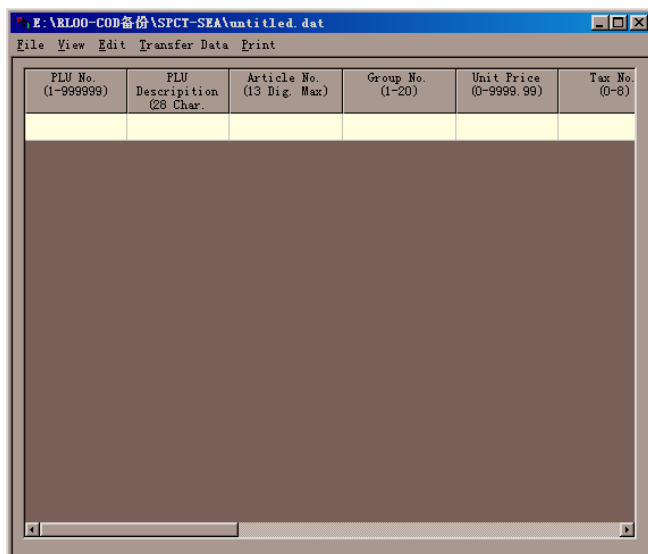 E:\RL00-COD备份\SPCT-SEA\untitled.dat
File View Edit Transfer Data Print
PLU No. (1-999999)
PLU Descripition (28 Char.
Article No. (13 Dig. Max)
Group No. (1-20)
Unit Price (0-9999.99)
Tax No. (0-8)